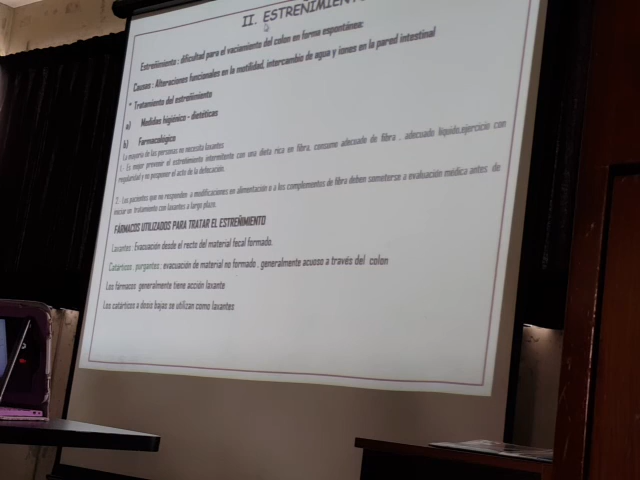 II. ESTREÑIMIENTO
Estreñimiento : dificultad para el vaciamiento del colon en forma espontánea:
Causas : Alteraciones funcionales en la motilidad, intercambio de agua y iones en la pared intestinal
* Tratamiento del estreñimiento
a) Medidas higiénico - dietéticas
b) Farmacológico
La mayoría de las personas no necesita laxantes
1.- Es mejor prevenir el estreñimiento intermitente con una dieta rica en fibra, consumo adecuado de fibra , adecuado líquido,ejercicio con
regularidad y no posponer el acto de la defecación.
2.- Los pacientes que no responden a modificaciones en alimentación o a los complementos de fibra deben someterse a evaluación médica antes de
iniciar un tratamiento con laxantes a largo plazo.
FÁRMACOS UTILIZADOS PARA TRATAR EL ESTREÑIMIENTO
Laxantes : Evacuación desde el recto del material fecal formado.
Catárticos , purgantes : evacuación de material no formado , generalmente acuoso a través del colon
Los fármacos generalmente tiene acción laxante
Los catárticos a dosis bajas se utilizan como laxantes